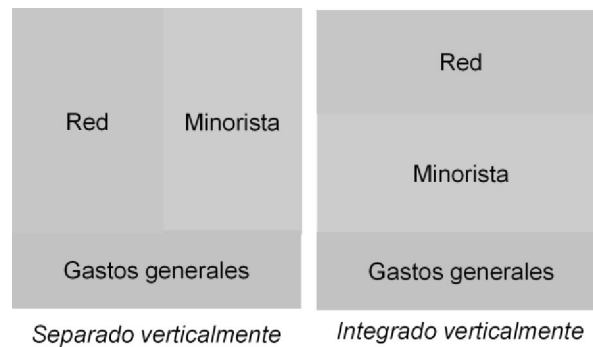 Red
Minorista
Gastos generales
Separado verticalmente
Red
Minorista
Gastos generales
Integrado verticalmente